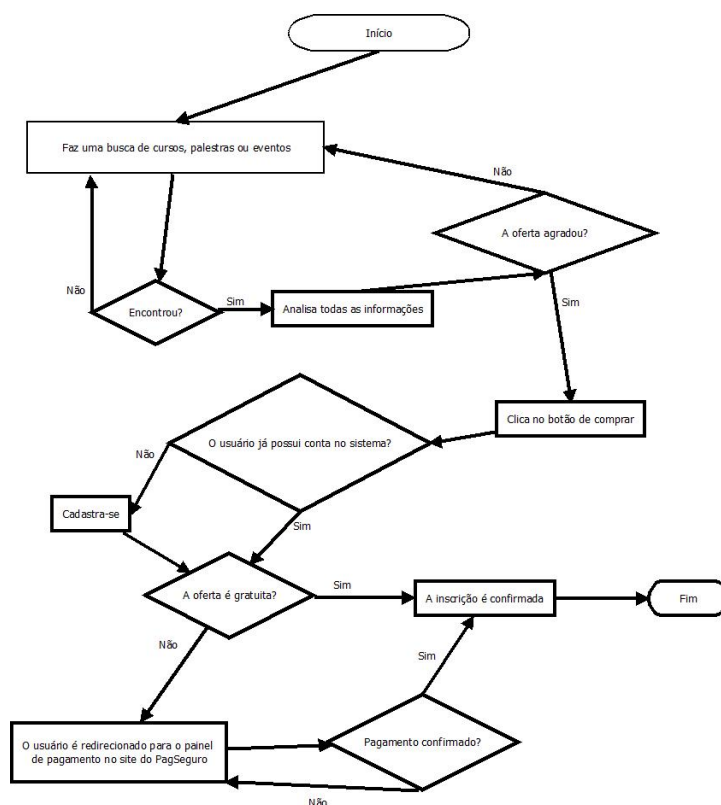 Início
Faz uma busca de cursos, palestras ou eventos
Não
A oferta agradou?
Não
Encontrou?
Sim
Analisa todas as informações
Sim
Clica no botão de comprar
O usuário já possui conta no sistema?
Não
Cadastra-se
Sim
A oferta é gratuita?
Sim
A inscrição é confirmada
Fim
Não
Sim
O usuário é redirecionado para o painel
de pagamento no site do PagSeguro
Pagamento confirmado?
Não